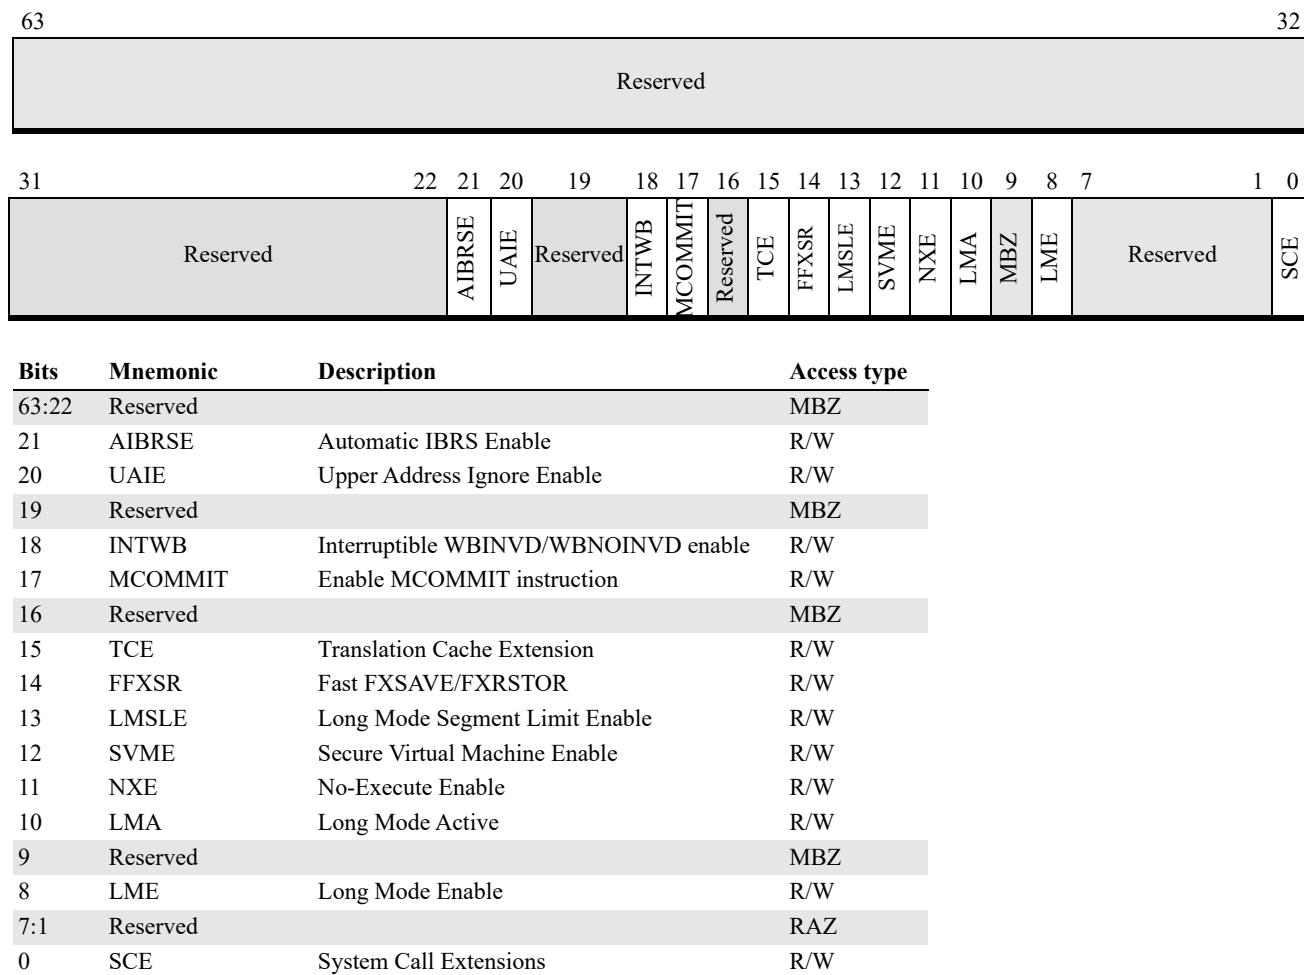 63 32
Reserved
31 22 21 20 19 18 17 16 15 14 13 12 11 10 9 8 7 1 0
Reserved AIBRSE UAIE Reserved INTWB MCOMMIT Reserved TCE FFXSR LMSLE SVME NXE LMA MBZ LME Reserved SCE
Bits Mnemonic Description Access type
63:22 Reserved MBZ
21 AIBRSE Automatic IBRS Enable R/W
20 UAIE Upper Address Ignore Enable R/W
19 Reserved MBZ
18 INTWB Interruptible WBINVD/WBNOINVD enable R/W
17 MCOMMIT Enable MCOMMIT instruction R/W
16 Reserved MBZ
15 TCE Translation Cache Extension R/W
14 FFXSR Fast FXSAVE/FXRSTOR R/W
13 LMSLE Long Mode Segment Limit Enable R/W
12 SVME Secure Virtual Machine Enable R/W
11 NXE No-Execute Enable R/W
10 LMA Long Mode Active R/W
9 Reserved MBZ
8 LME Long Mode Enable R/W
7:1 Reserved RAZ
0 SCE System Call Extensions R/W